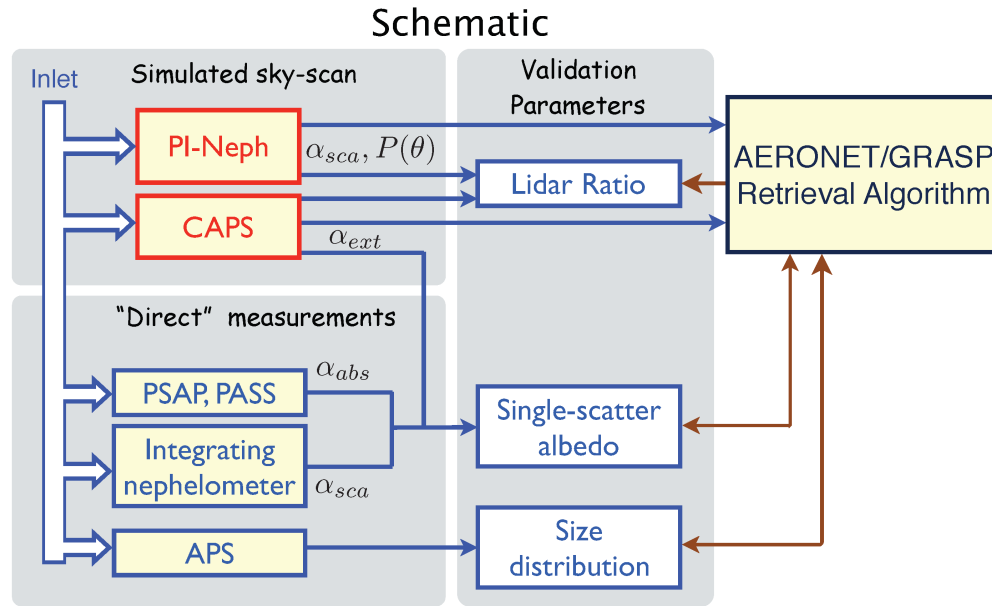 Schematic
Simulated sky-scan
Inlet
PI-Neph
α_sca, P(θ)
CAPS
α_ext
"Direct" measurements
α_abs
PSAP, PASS
Integrating
nephelometer
α_sca
APS
Validation
Parameters
Lidar Ratio
Single-scatter
albedo
Size
distribution
AERONET/GRASP
Retrieval Algorithm